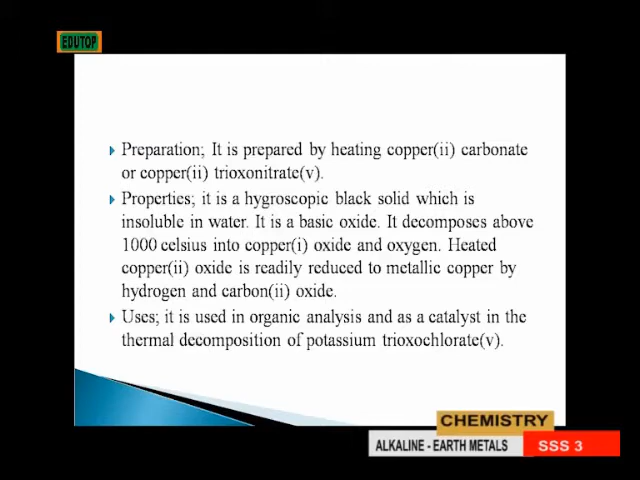 EDUTOP
Preparation; It is prepared by heating copper(ii) carbonate
or copper(ii) trioxonitrate(v).
Properties; it is a hygroscopic black solid which is
insoluble in water. It is a basic oxide. It decomposes above
1000 celsius into copper(i) oxide and oxygen. Heated
copper(ii) oxide is readily reduced to metallic copper by
hydrogen and carbon(ii) oxide.
Uses; it is used in organic analysis and as a catalyst in the
thermal decomposition of potassium trioxochlorate(v).
CHEMISTRY
ALKALINE - EARTH METALS SSS 3